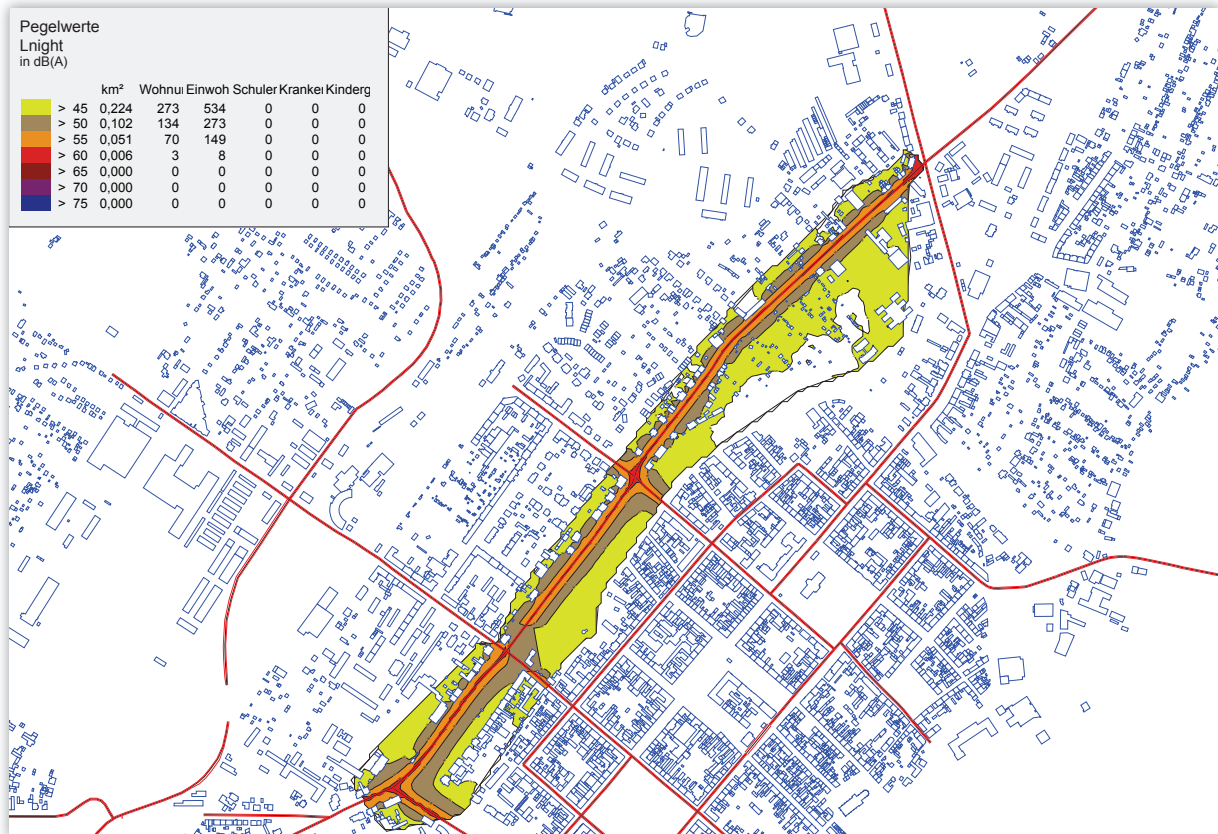 Pegelwerte
Lnight
in dB(A)
km² Wohnu Einwoh Schuler Kranke Kinderg
> 45 0,224 273 534 0 0 0
> 50 0,102 134 273 0 0 0
> 55 0,051 70 149 0 0 0
> 60 0,006 3 8 0 0 0
> 65 0,000 0 0 0 0 0
> 70 0,000 0 0 0 0 0
> 75 0,000 0 0 0 0 0